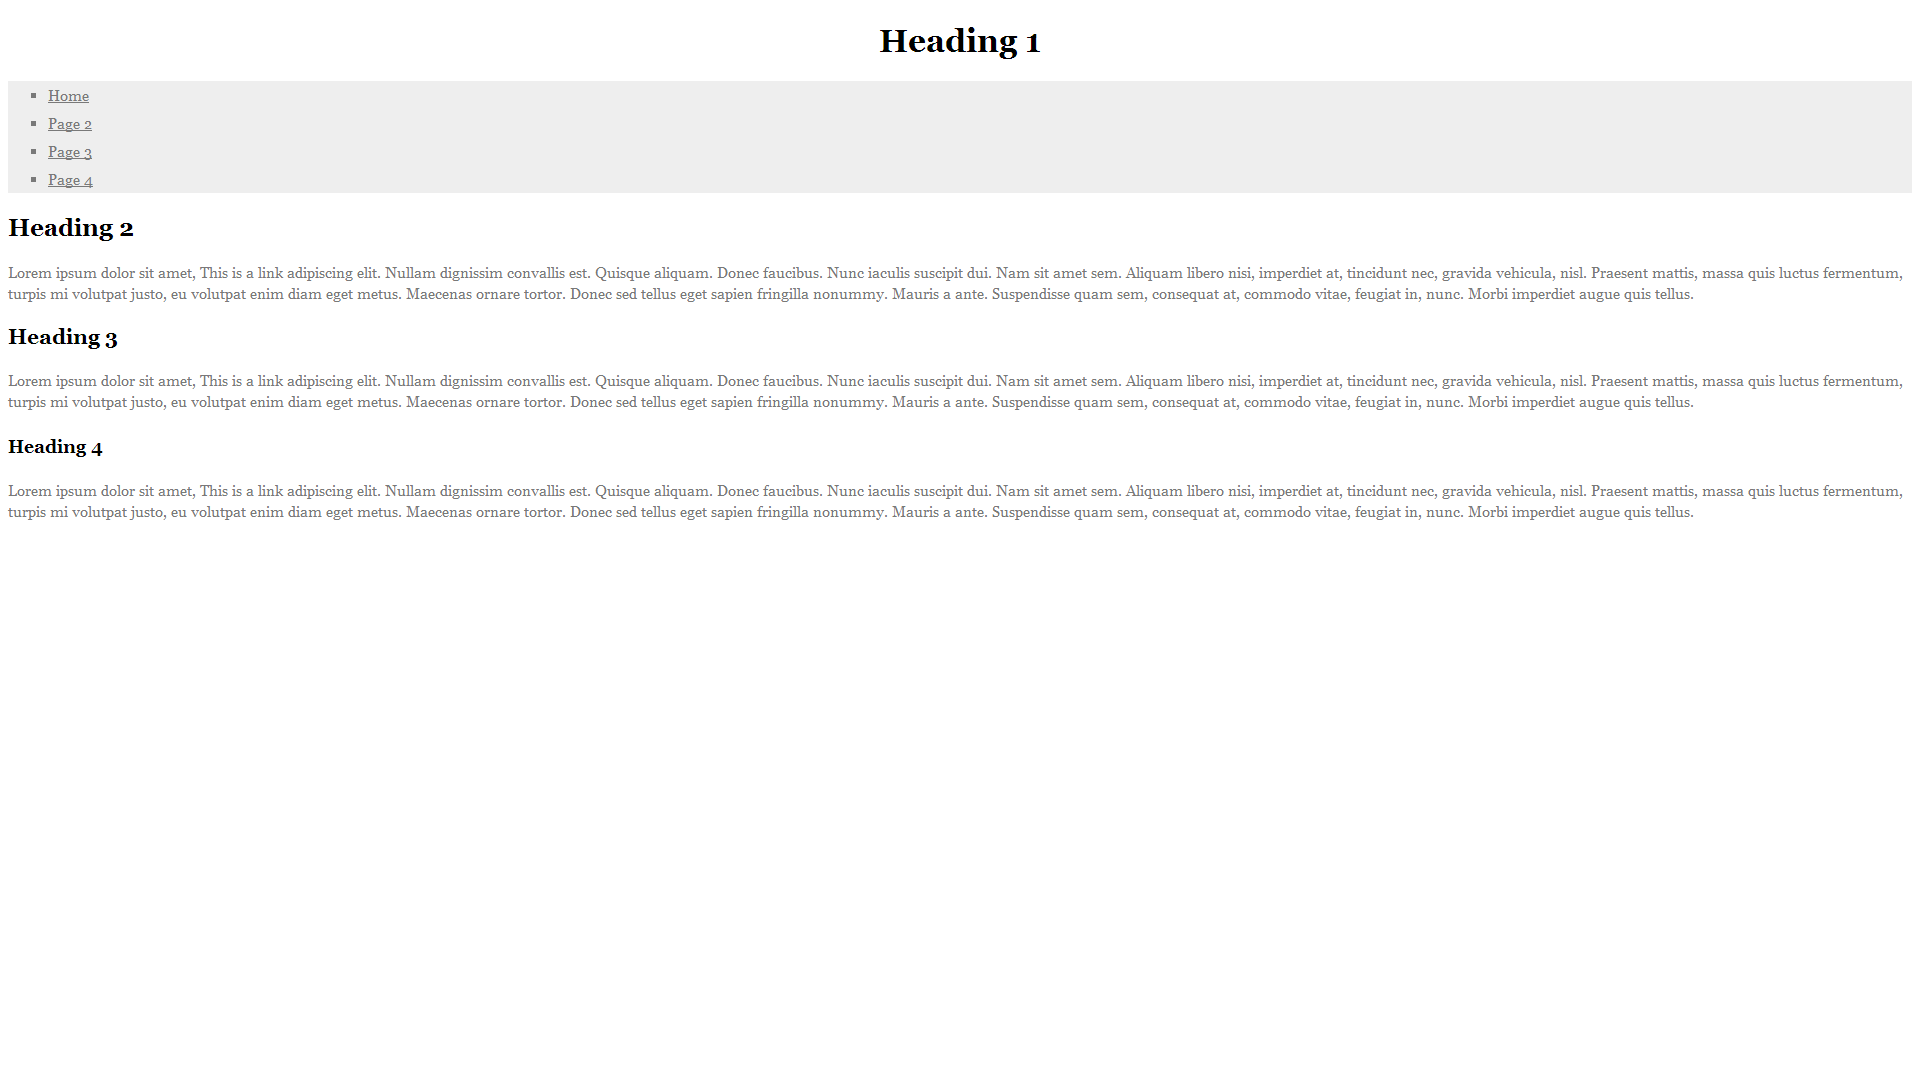 Heading 1
Home
Page 2
Page 3
Page 4
Heading 2
Lorem ipsum dolor sit amet, This is a link adipiscing elit. Nullam dignissim convallis est. Quisque aliquam. Donec faucibus. Nunc iaculis suscipit dui. Nam sit amet sem. Aliquam libero nisi, imperdiet at, tincidunt nec, gravida vehicula, nisl. Praesent mattis, massa quis luctus fermentum,
turpis mi volutpat justo, eu volutpat enim diam eget metus. Maecenas ornare tortor. Donec sed tellus eget sapien fringilla nonummy. Mauris a ante. Suspendisse quam sem, consequat at, commodo vitae, feugiat in, nunc. Morbi imperdiet augue quis tellus.
Heading 3
Lorem ipsum dolor sit amet, This is a link adipiscing elit. Nullam dignissim convallis est. Quisque aliquam. Donec faucibus. Nunc iaculis suscipit dui. Nam sit amet sem. Aliquam libero nisi, imperdiet at, tincidunt nec, gravida vehicula, nisl. Praesent mattis, massa quis luctus fermentum,
turpis mi volutpat justo, eu volutpat enim diam eget metus. Maecenas ornare tortor. Donec sed tellus eget sapien fringilla nonummy. Mauris a ante. Suspendisse quam sem, consequat at, commodo vitae, feugiat in, nunc. Morbi imperdiet augue quis tellus.
Heading 4
Lorem ipsum dolor sit amet, This is a link adipiscing elit. Nullam dignissim convallis est. Quisque aliquam. Donec faucibus. Nunc iaculis suscipit dui. Nam sit amet sem. Aliquam libero nisi, imperdiet at, tincidunt nec, gravida vehicula, nisl. Praesent mattis, massa quis luctus fermentum,
turpis mi volutpat justo, eu volutpat enim diam eget metus. Maecenas ornare tortor. Donec sed tellus eget sapien fringilla nonummy. Mauris a ante. Suspendisse quam sem, consequat at, commodo vitae, feugiat in, nunc. Morbi imperdiet augue quis tellus.